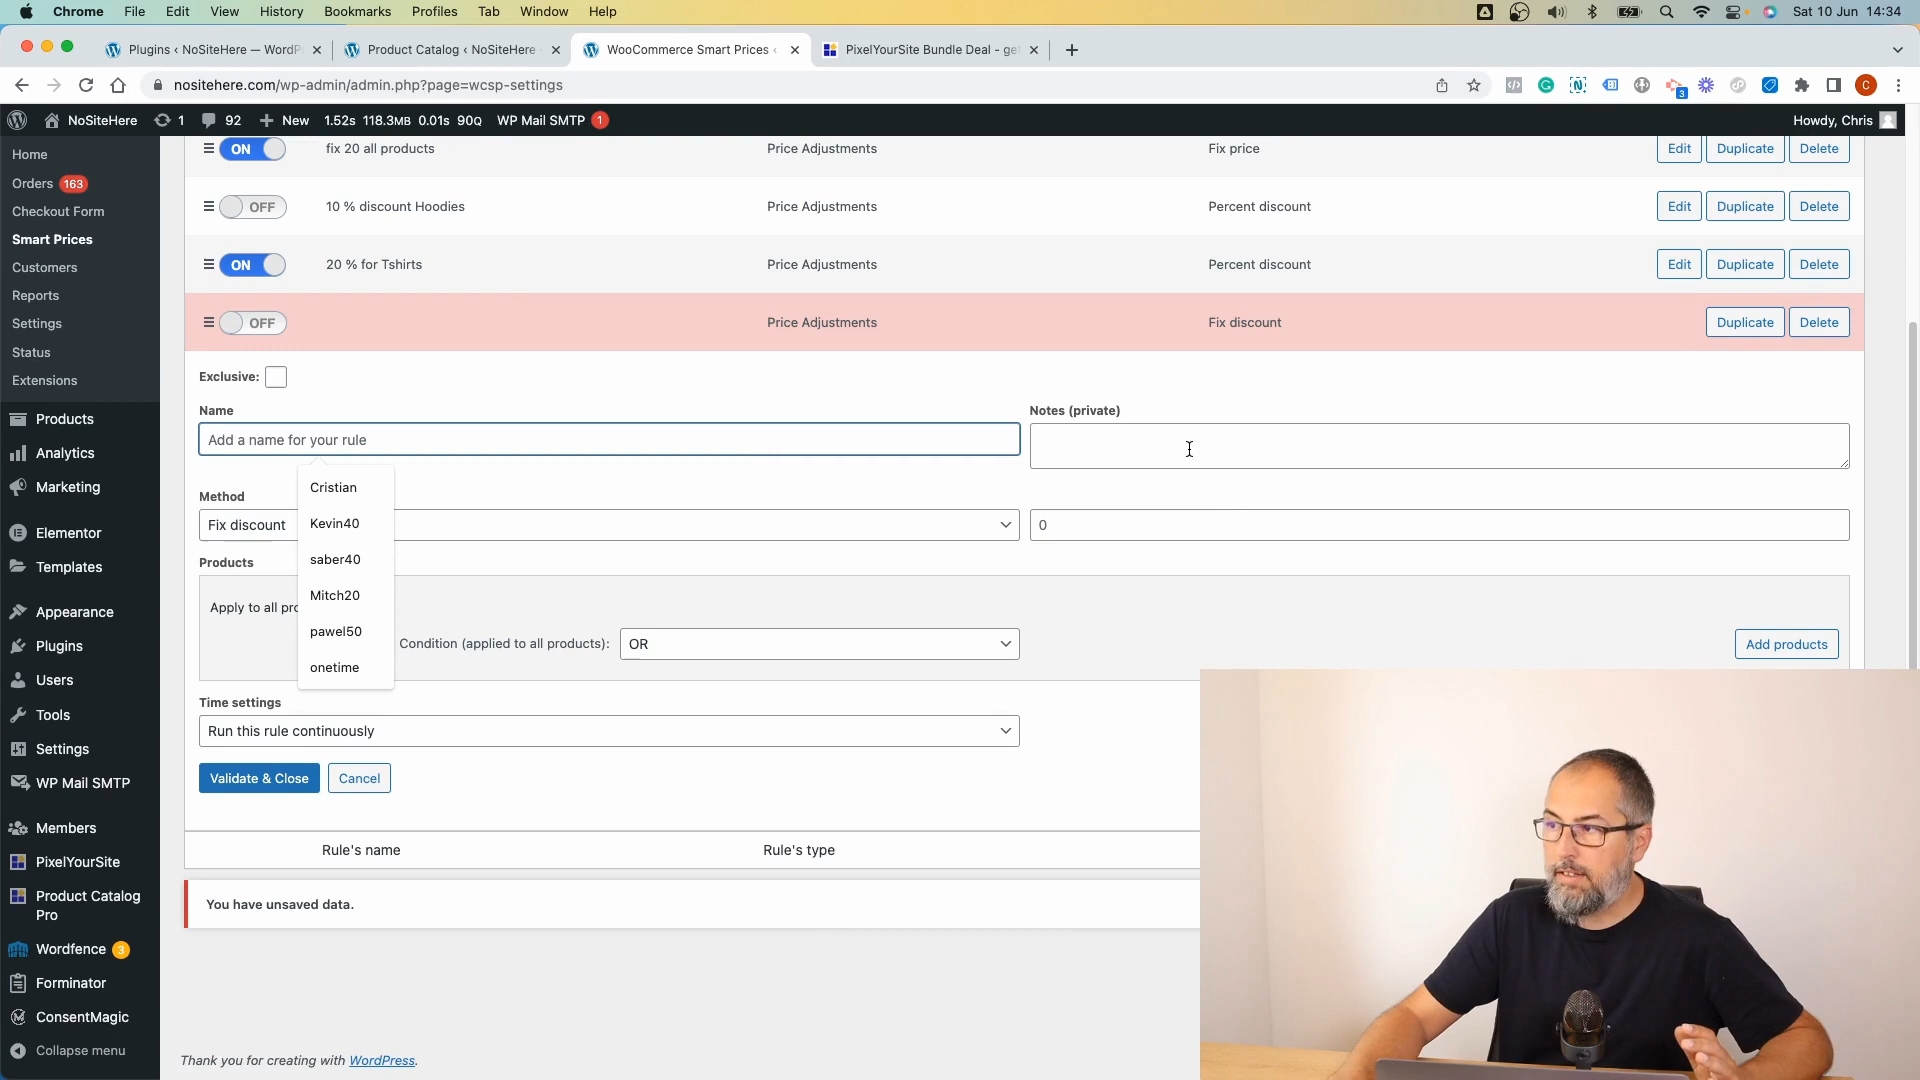 Chrome File Edit View History Bookmarks Profiles Tab Window Help Sat 10 Jun 14:34
Plugins ‹ NoSiteHere — WordP Product Catalog ‹ NoSiteHere WooCommerce Smart Prices ‹ PixelYourSite Bundle Deal - ge
nositehere.com/wp-admin/admin.php?page=wcsp-settings 3 C
NoSiteHere 1 92 New 1.52s 118.3MB 0.01s 90Q WP Mail SMTP 1 Howdy, Chris
Home
Orders 163
Checkout Form
Smart Prices
Customers
Reports
Settings
Status
Extensions
Products
Analytics
Marketing
Elementor
Templates
Appearance
Plugins
Users
Tools
Settings
WP Mail SMTP
Members
PixelYourSite
Product Catalog
Pro
Wordfence 3
Forminator
ConsentMagic
Collapse menu
ON fix 20 all products Price Adjustments Fix price Edit Duplicate Delete
OFF 10 % discount Hoodies Price Adjustments Percent discount Edit Duplicate Delete
ON 20 % for Tshirts Price Adjustments Percent discount Edit Duplicate Delete
OFF Price Adjustments Fix discount Duplicate Delete
Exclusive:
Name Notes (private)
Add a name for your rule
Cristian
Kevin40
saber40
Mitch20
pawel50
onetime
Method
Fix discount 0
Products
Apply to all pro
Condition (applied to all products): OR Add products
Time settings
Run this rule continuously
Validate & Close Cancel
Rule's name Rule's type
You have unsaved data.
Thank you for creating with WordPress.